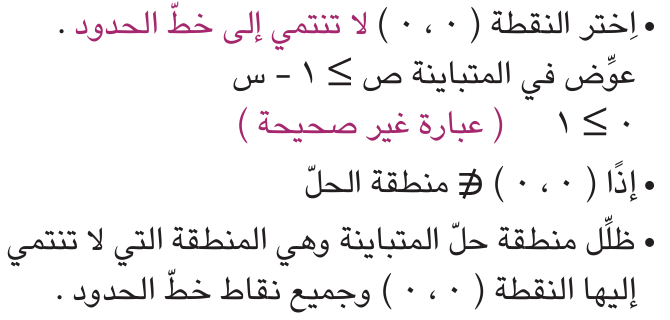 • اِختر النقطة ( ٠ ، ٠ ) لا تنتمي إلى خطّ الحدود .
عوِّض في المتباينة ص ≥ ١ – س
٠ ≥ ١ ( عبارة غير صحيحة )
• إذًا ( ٠ ، ٠ ) ∌ منطقة الحلّ
• ظلِّل منطقة حلّ المتباينة وهي المنطقة التي لا تنتمي
إليها النقطة ( ٠ ، ٠ ) وجميع نقاط خطّ الحدود .